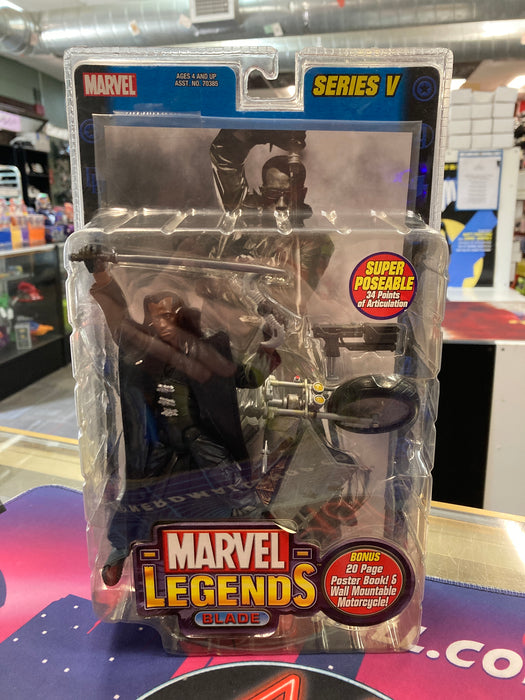 MARVEL
AGES 4 AND UP
ASST. NO. 70385
SERIES V
SUPER
POSEABLE
34 Points
of Articulation
MARVEL
LEGENDS
BLADE
BONUS
20 Page
Poster Book! &
Wall Mountable
Motorcycle!
.co